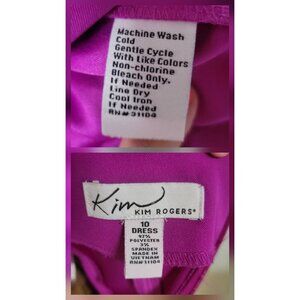 Machine Wash
Cold
Gentle Cycle
With Like Colors
Non-chlorine
Bleach Only.
If Needed
Line Dry
Cool Iron
If Needed
RN#31104
Kim
KIM ROGERS®
10
DRESS
97%
POLYESTER
3%
SPANDEX
MADE IN
VIETNAM
RN#31104